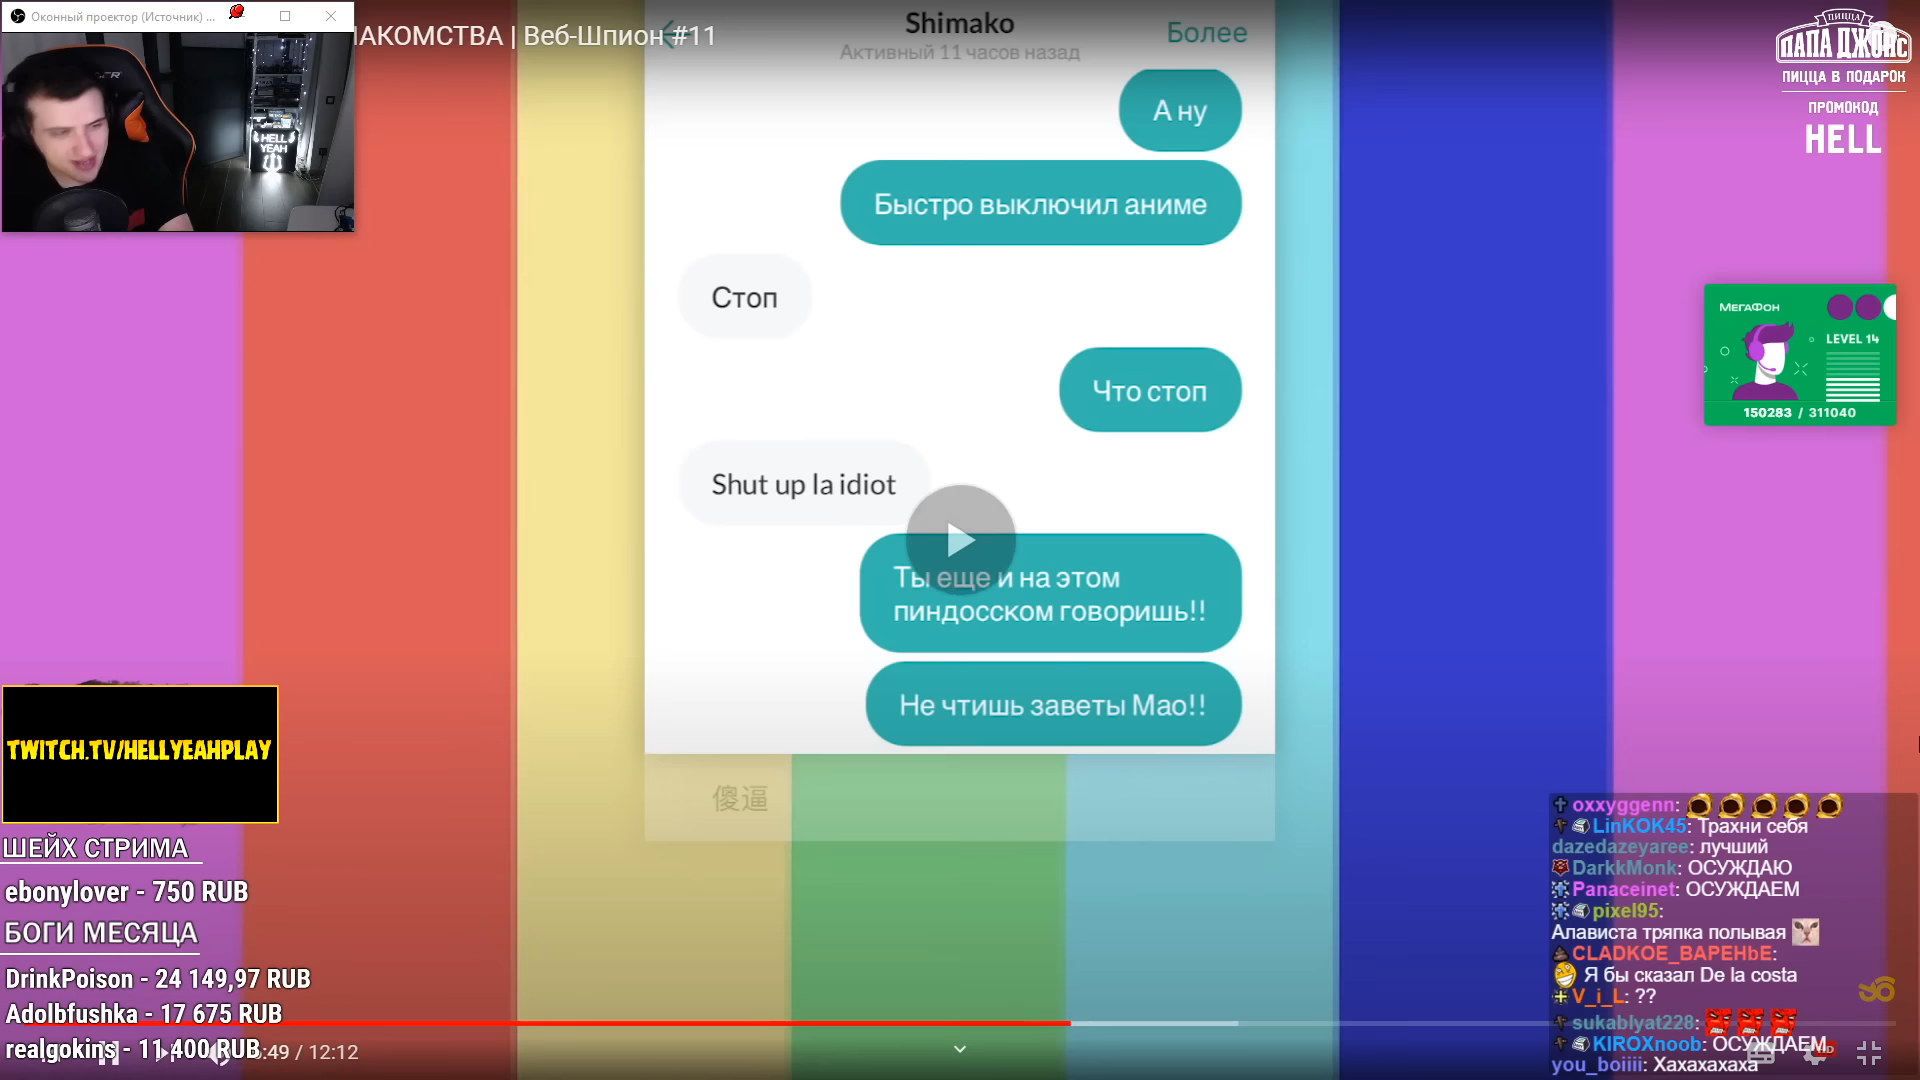 Оконный проектор (Источник) ...
НАКОМСТВА | Веб-Шпион #11
HELL
YEAH
Shimako
Активный 11 часов назад
Более
А ну
Быстро выключил аниме
Стоп
Что стоп
Shut up la idiot
Ты еще и на этом
пиндосском говоришь!!
Не чтишь заветы Мао!!
傻逼
ПИЦЦА
ПАПА ДЖОНС
ПИЦЦА В ПОДАРОК
ПРОМОКОД
HELL
МЕГАФОН
LEVEL 14
150283 / 311040
TWITCH.TV/HELLYEAHPLAY
ШЕЙХ СТРИМА
ebonylover - 750 RUB
БОГИ МЕСЯЦА
DrinkPoison - 24 149,97 RUB
Adolbfushka - 17 675 RUB
realgokins - 11 400 RUB
:49 / 12:12
oxxyggenn:
LinKOK45: Трахни себя
dazedazeyaree: лучший
DarkkMonk: ОСУЖДАЮ
Panaceinet: ОСУЖДАЕМ
pixel95:
Алависта тряпка полывая
CLADKOE_BAPEHbE:
Я бы сказал De la costa
V_i_L: ??
sukablyat228:
KIROXnoob: ОСУЖДАЕМ
you_boiiii: Хахахахаха
HD